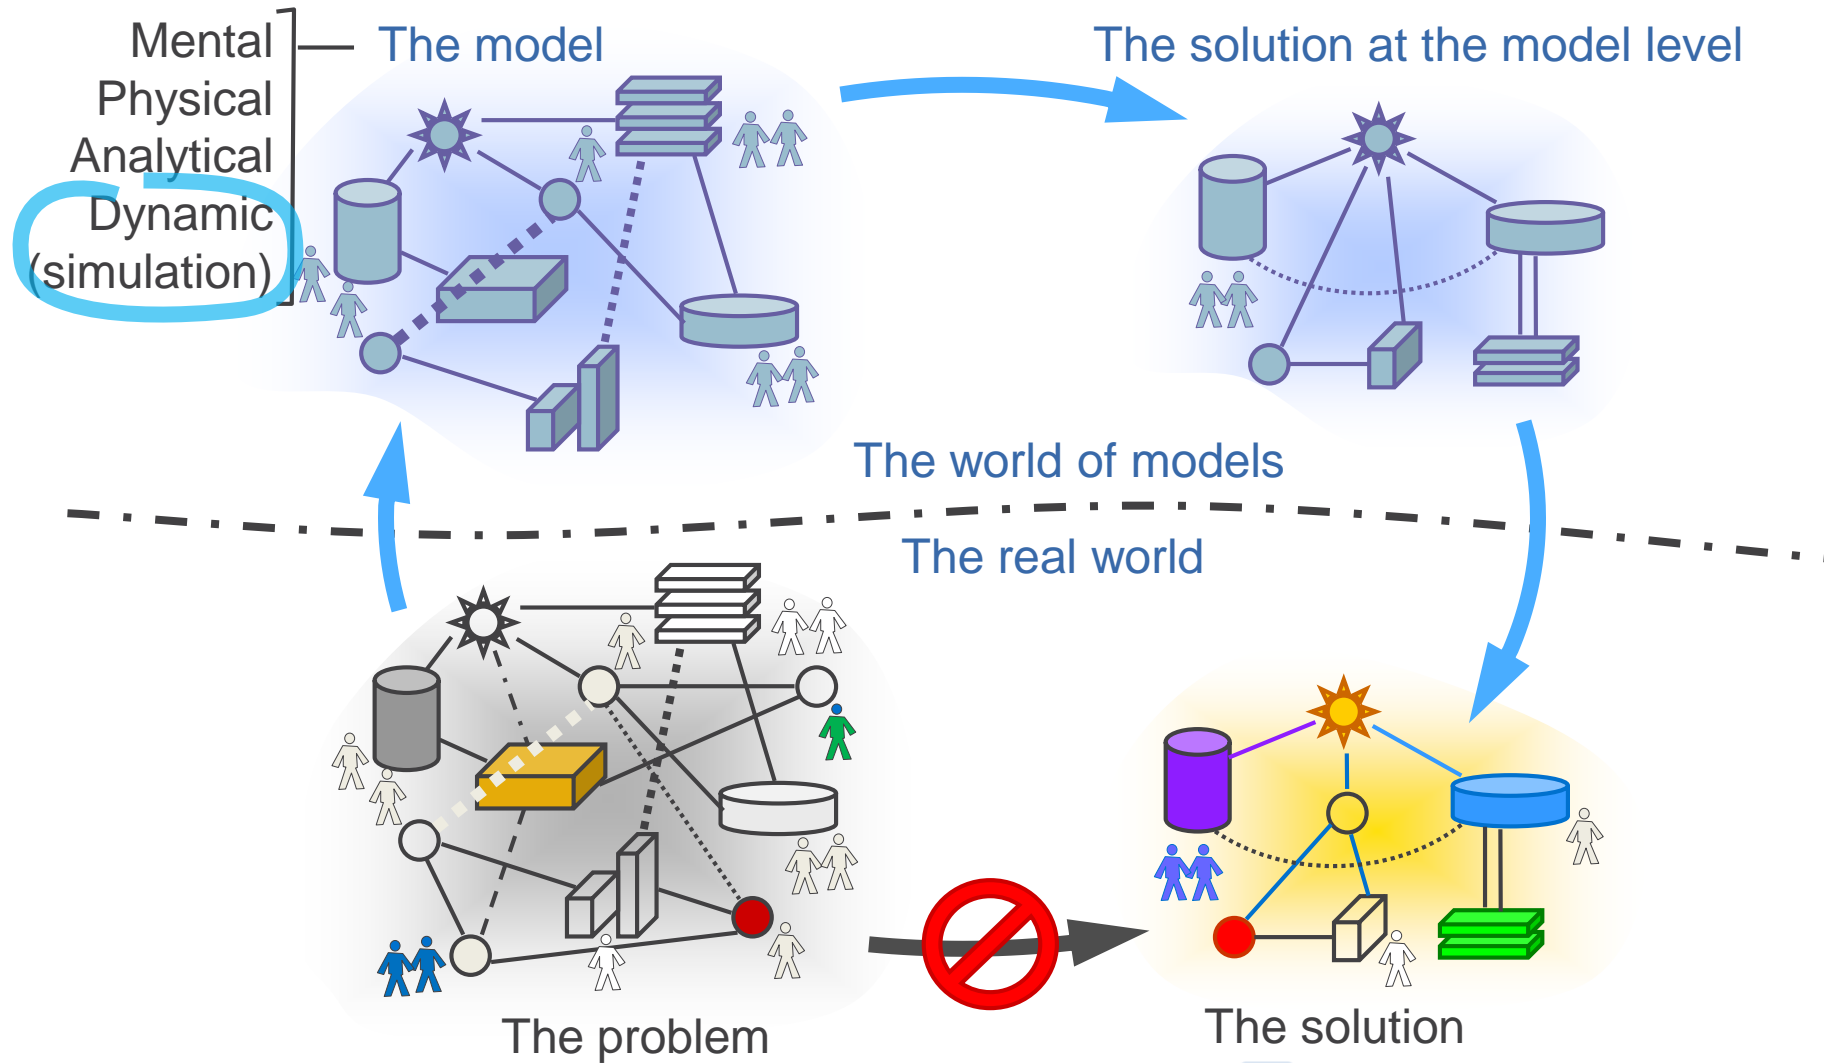 Mental
Physical
Analytical
Dynamic
(simulation)
The model
The solution at the model level
The world of models
The real world
The problem
The solution